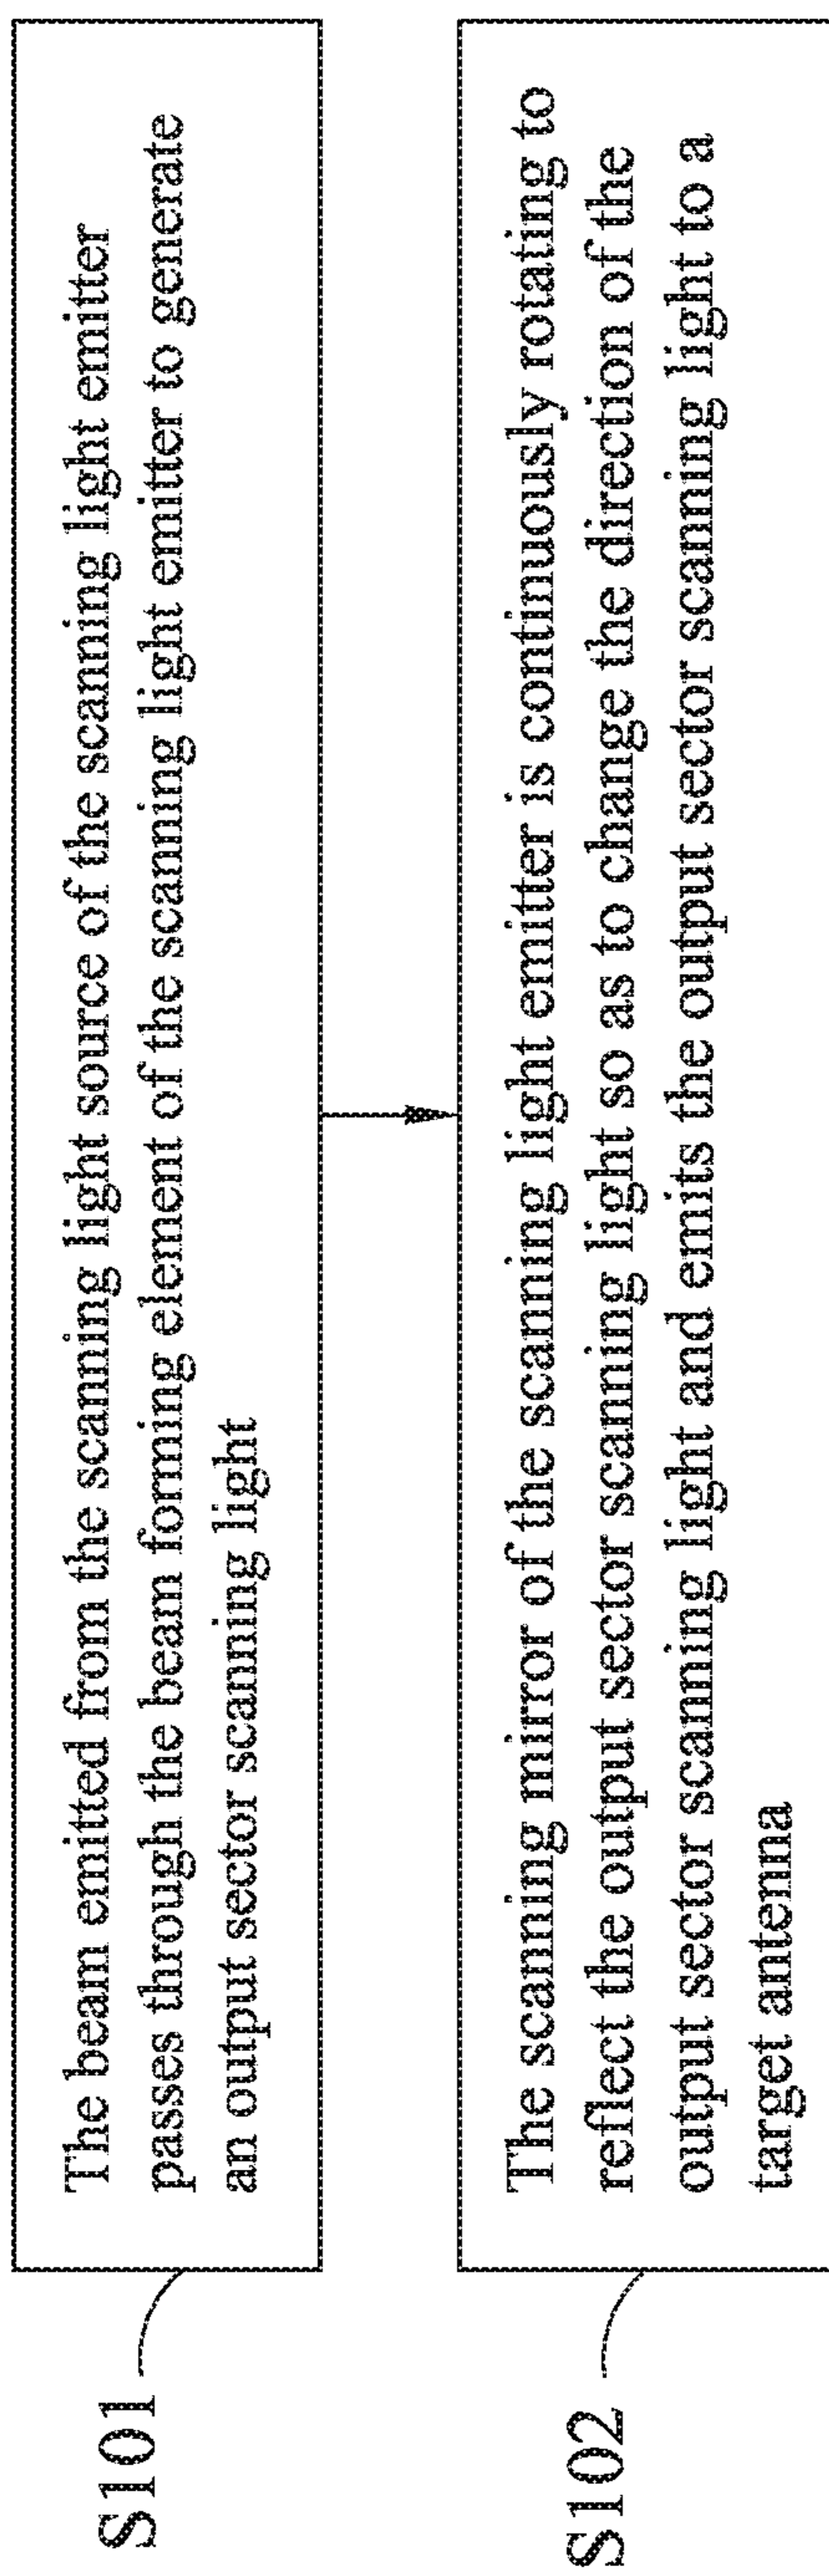 S101
The beam emitted from the scanning light source of the scanning light emitter
passes through the beam forming element of the scanning light emitter to generate
an output sector scanning light
S102
The scanning mirror of the scanning light emitter is continuously rotating to
reflect the output sector scanning light so as to change the direction of the
output sector scanning light and emits the output sector scanning light to a
target antenna